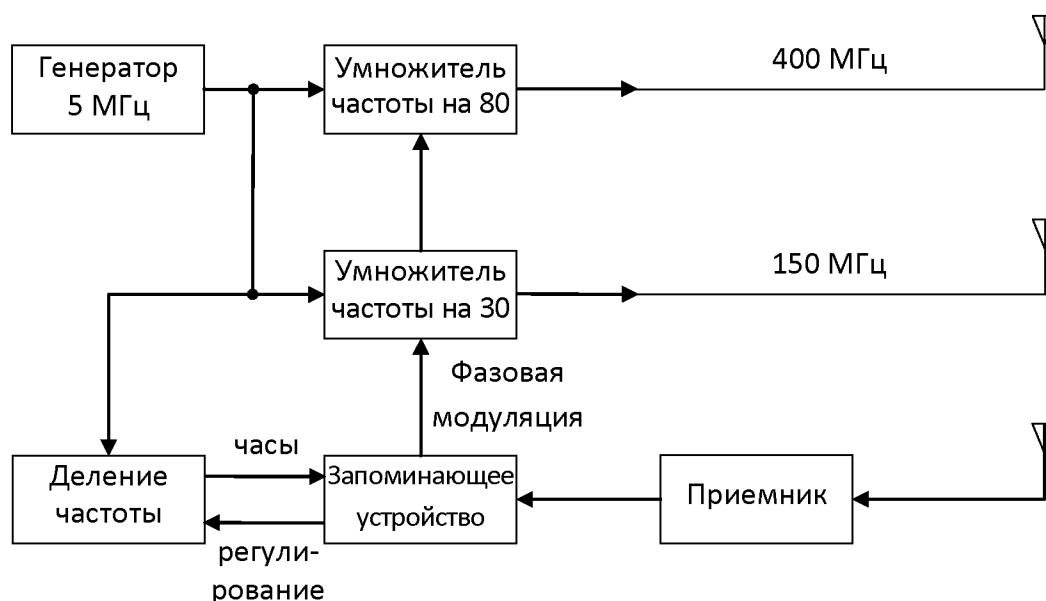 Генератор
5 МГц
Умножитель
частоты на 80
400 МГц
Умножитель
частоты на 30
150 МГц
Фазовая
модуляция
часы
Деление
частоты
Запоминающее
устройство
Приемник
регули-
рование